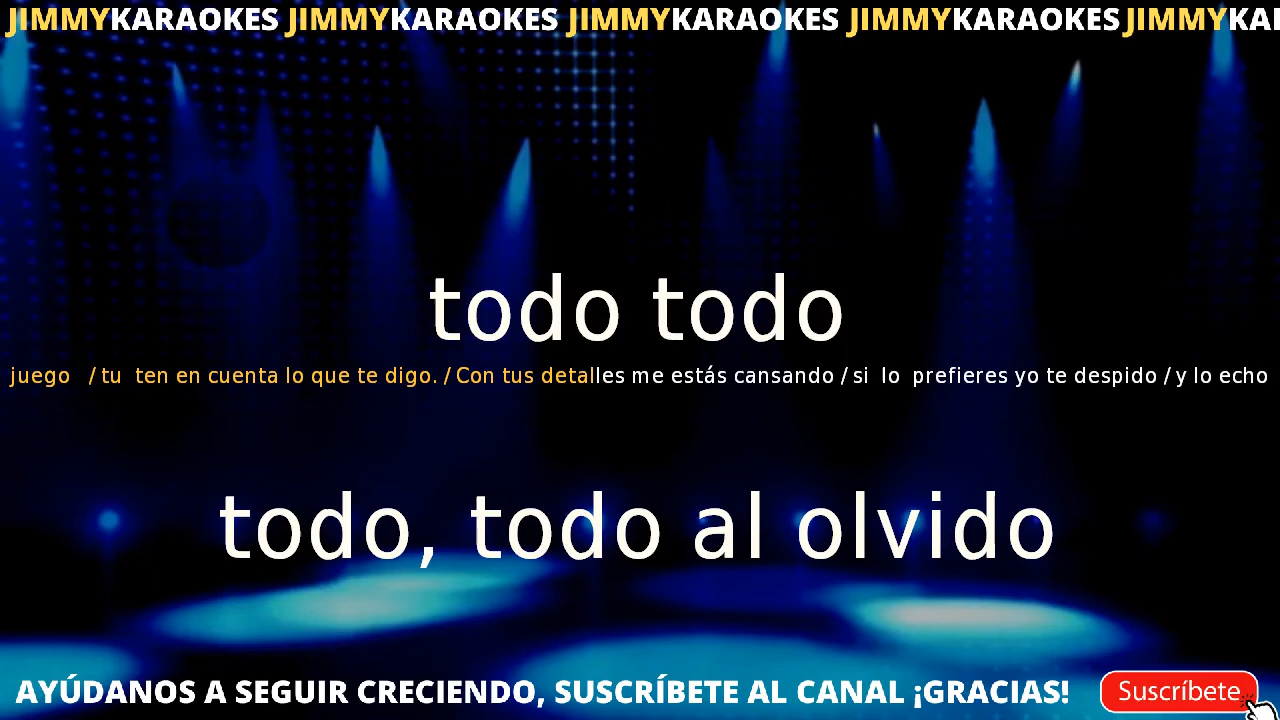 JIMMYKARAOKES JIMMYKARAOKES JIMMYKARAOKES JIMMYKARAOKES JIMMYKA
todo todo
juego / tu ten en cuenta lo que te digo. / Con tus detalles me estás cansando / si lo prefieres yo te despido / y lo echo
todo, todo al olvido
AYÚDANOS A SEGUIR CRECIENDO, SUSCRÍBETE AL CANAL ¡GRACIAS! Suscríbete